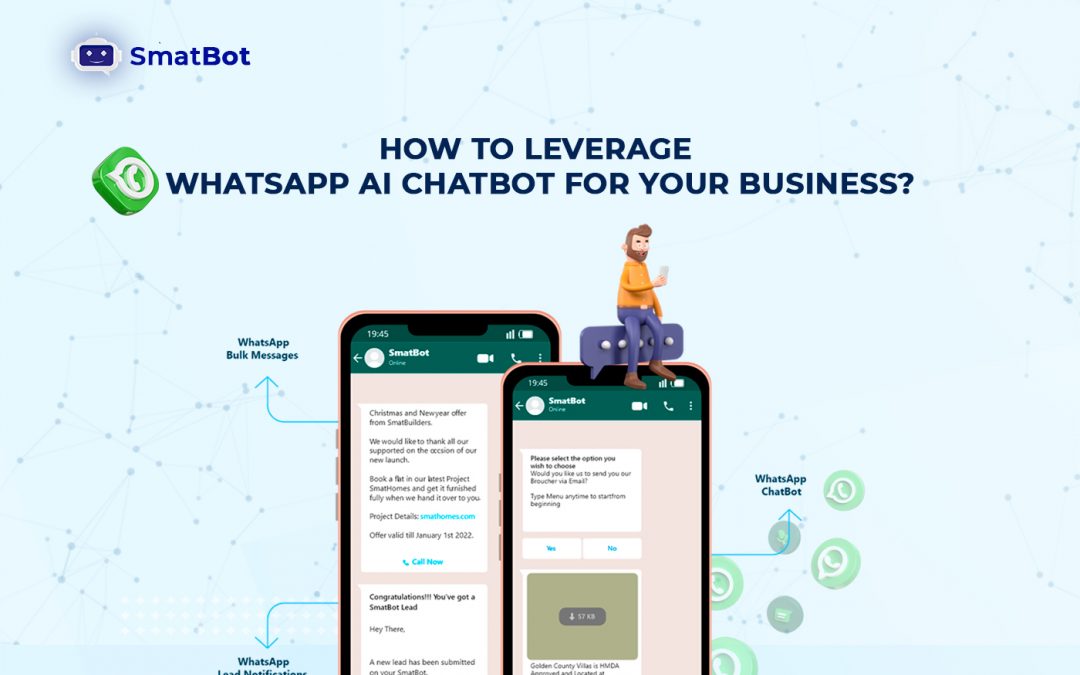 SmatBot
HOW TO LEVERAGE
WHATSAPP AI CHATBOT FOR YOUR BUSINESS?
WhatsApp
Bulk Messages
19:45
SmatBot
Online
Christmas and Newyear offer
from SmatBuilders.
We would like to thank all our
supported on the occsion of our
new launch.
Book a flat in our latest Project
SmatHomes and get it furnished
fully when we hand it over to you.
Project Details: smathomes.com
Offer valid till January 1st 2022.
Call Now
Congratulations!!! You've got a
SmatBot Lead
Hey There,
A new lead has been submitted
on your SmatBot.
WhatsApp
Lead Notifications
19:45
SmatBot
Online
Please select the option you
wish to choose
Would you like us to send you our
Broucher via Email?
Type Menu anytime to startfrom
beginning
Yes
No
57 KB
Golden County Villas is HMDA
Approved and Located at
WhatsApp
ChatBot